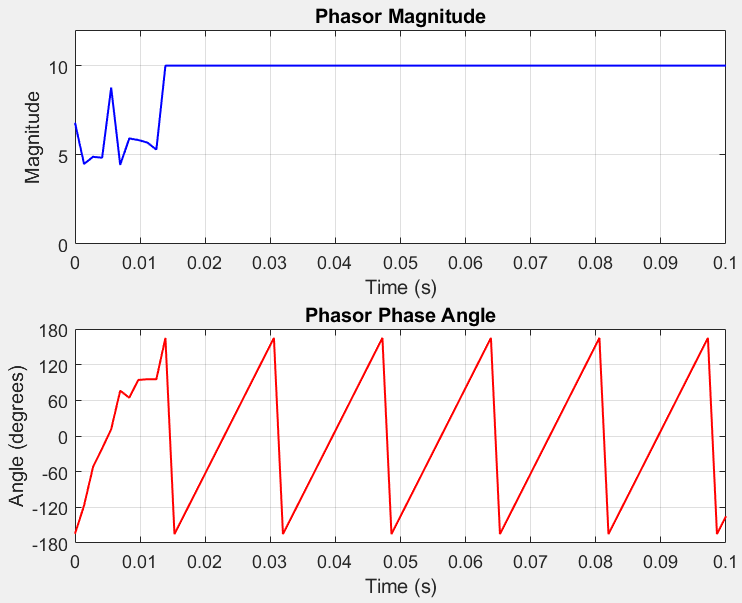 Phasor Magnitude
10
5
0
Magnitude
0 0.01 0.02 0.03 0.04 0.05 0.06 0.07 0.08 0.09 0.1
Time (s)
Phasor Phase Angle
180
120
60
0
-60
-120
-180
Angle (degrees)
0 0.01 0.02 0.03 0.04 0.05 0.06 0.07 0.08 0.09 0.1
Time (s)